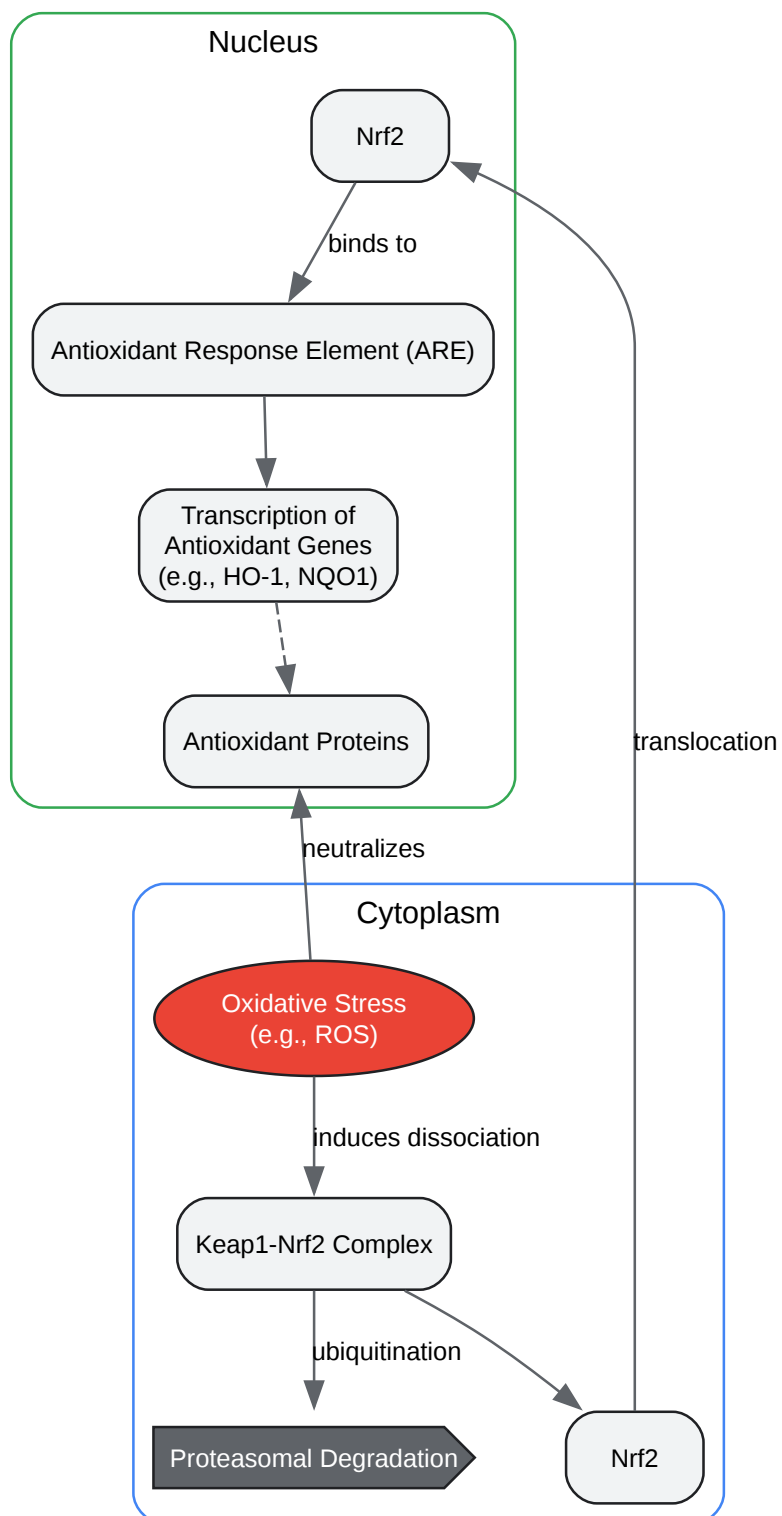 Nucleus
Nrf2
binds to
Antioxidant Response Element (ARE)
Transcription of
Antioxidant Genes
(e.g., HO-1, NQO1)
Antioxidant Proteins
translocation
neutralizes
Cytoplasm
Oxidative Stress
(e.g., ROS)
induces dissociation
Keap1-Nrf2 Complex
ubiquitination
Proteasomal Degradation
Nrf2